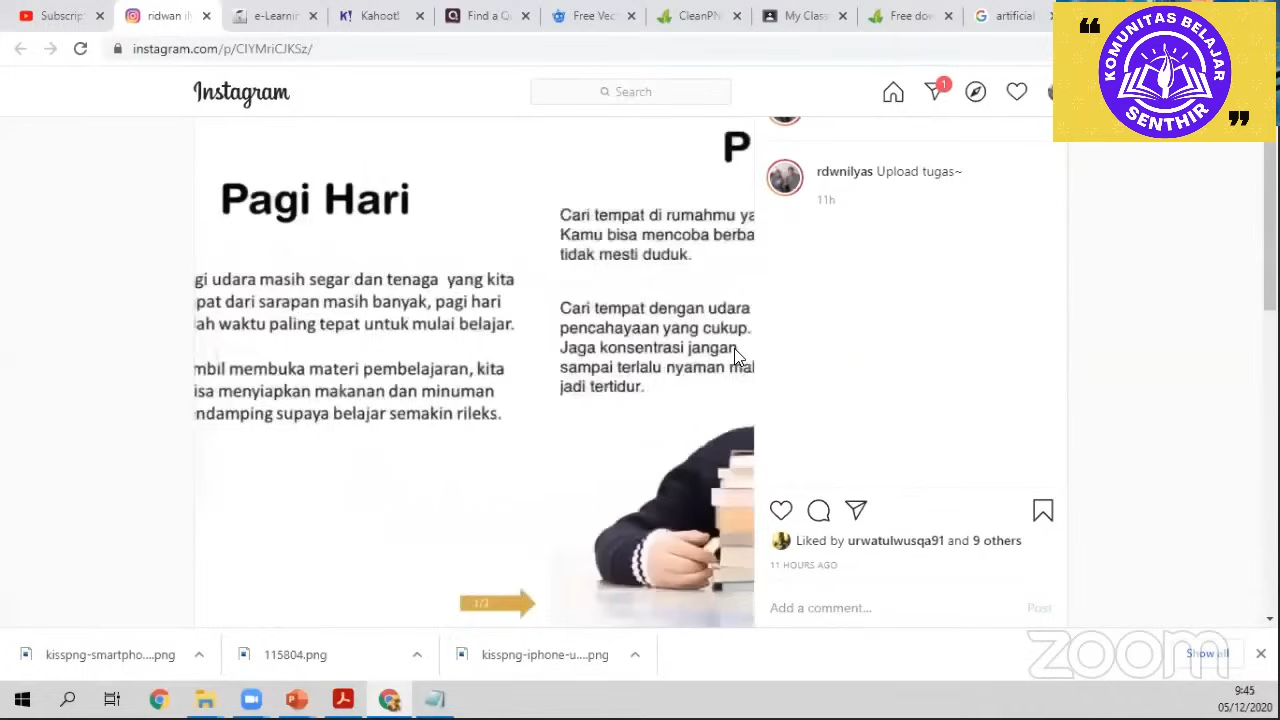 Subscrip
ridwan il
e-Learnin
Kahoot!
Find a Qu
Free Vect
CleanPh
My Class
Free dow
artificial
instagram.com/p/CIYMriCJKSz/
KOMUNITAS BELAJAR
SENTHIR
Instagram
Search
1
Pagi Hari
gi udara masih segar dan tenaga yang kita
pat dari sarapan masih banyak, pagi hari
ah waktu paling tepat untuk mulai belajar.
mbil membuka materi pembelajaran, kita
isa menyiapkan makanan dan minuman
ndamping supaya belajar semakin rileks.
P
Cari tempat di rumahmu ya
Kamu bisa mencoba berba
tidak mesti duduk.
Cari tempat dengan udara
pencahayaan yang cukup.
Jaga konsentrasi jangan
sampai terlalu nyaman mal
jadi tertidur.
rdwnilyas Upload tugas~
11h
Liked by urwatulwusqa91 and 9 others
11 HOURS AGO
Add a comment...
Post
kisspng-smartpho....png
115804.png
kisspng-iphone-u....png
Show all
zoom
9:45
05/12/2020